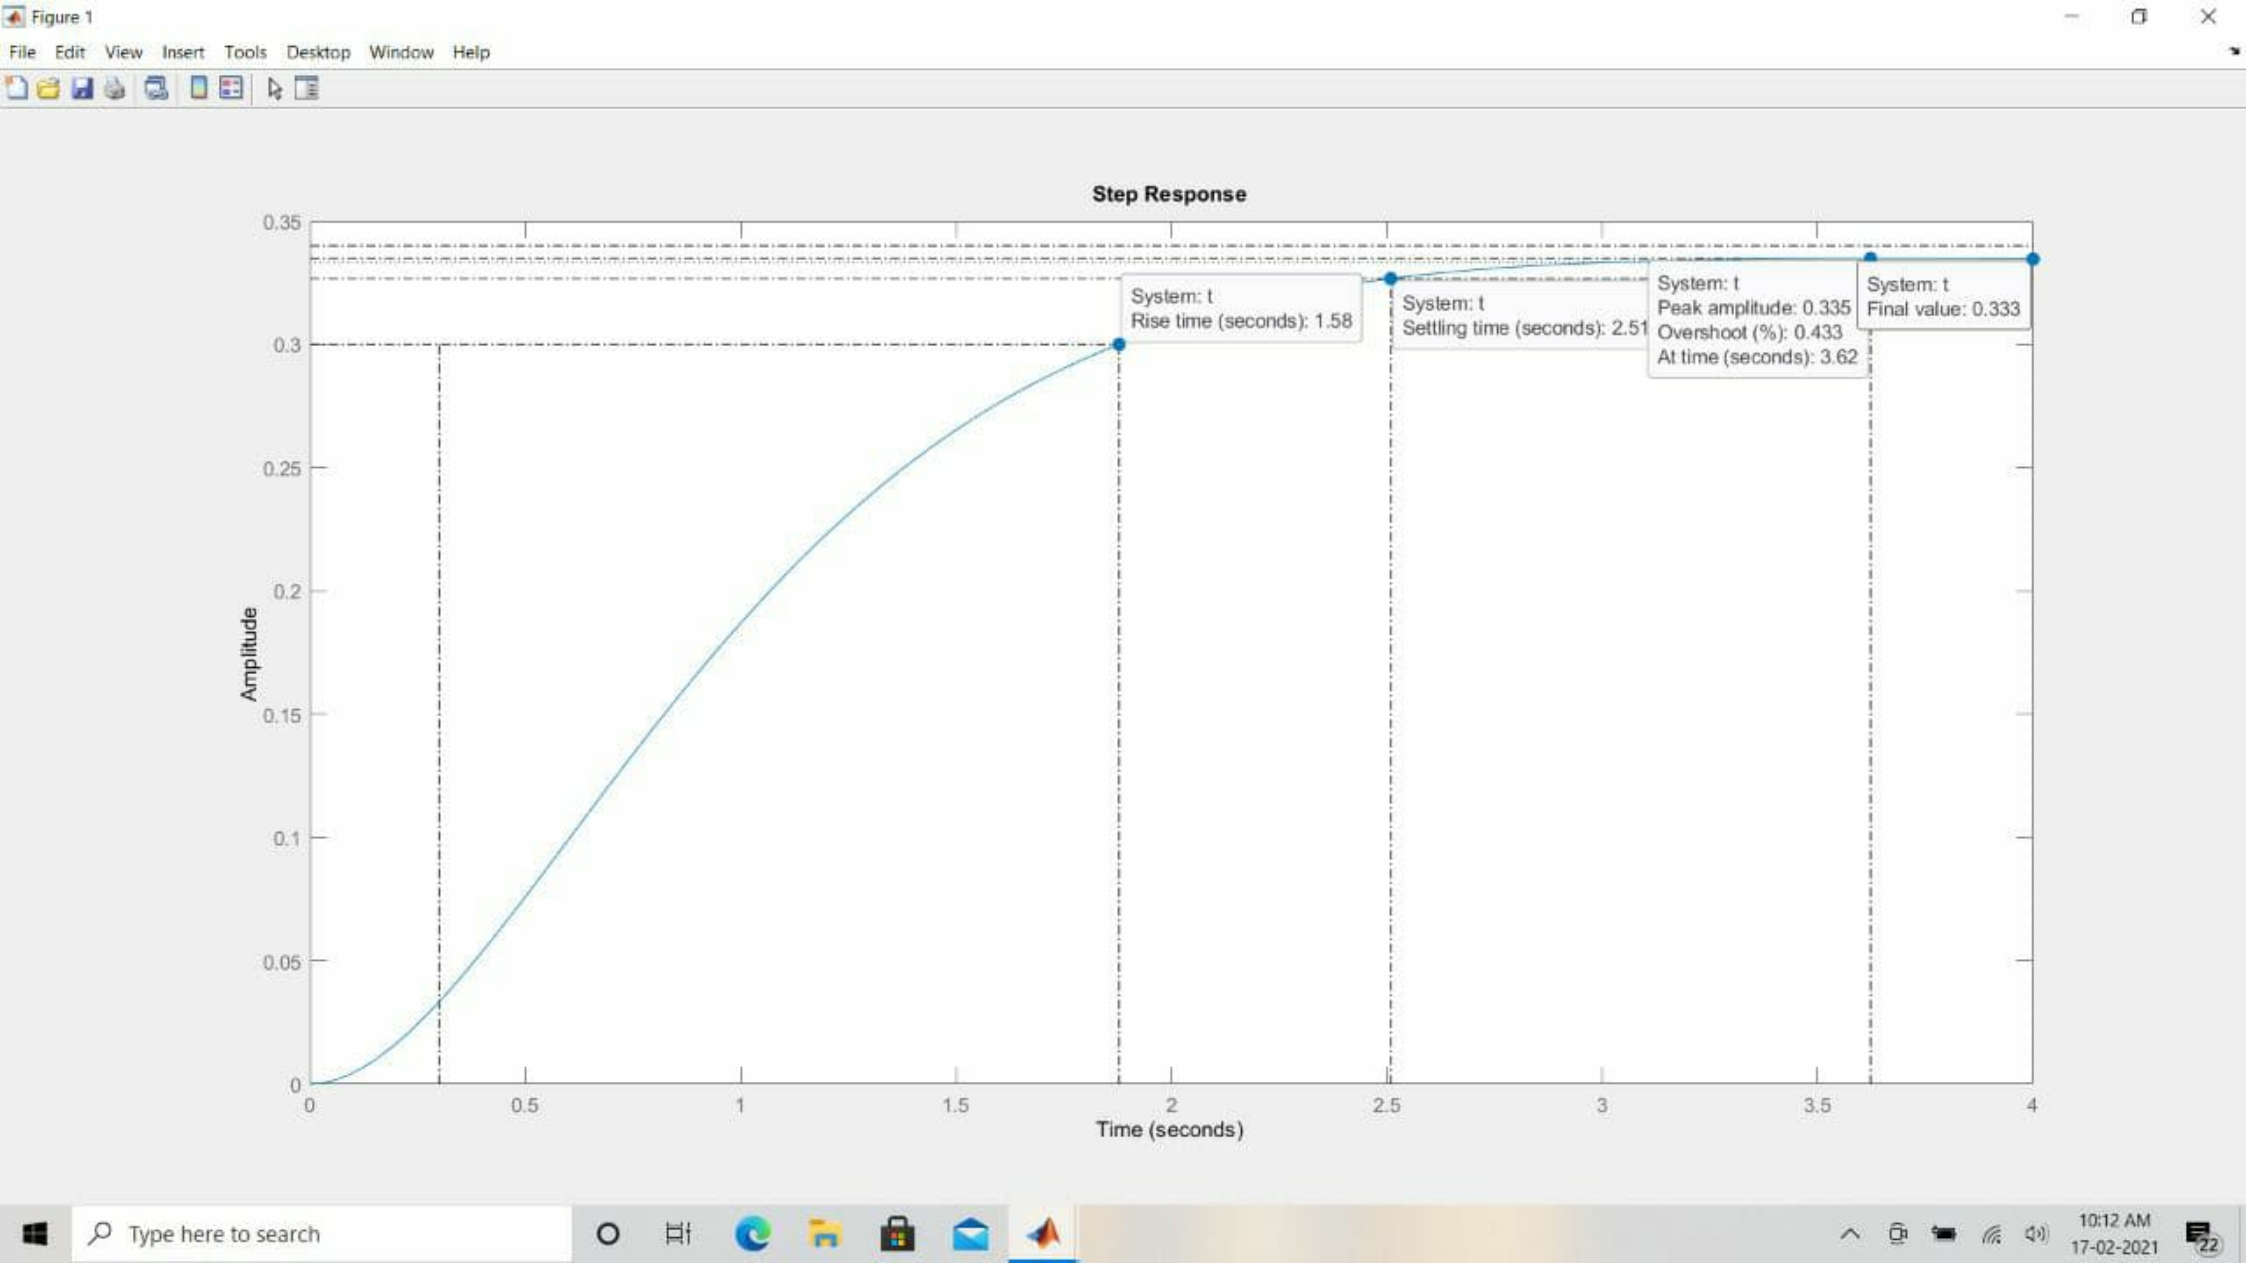 Figure 1
File Edit View Insert Tools Desktop Window Help
Step Response
0.35
0.3
0.25
0.2
0.15
0.1
0.05
0
Amplitude
System: t
Rise time (seconds): 1.58
System: t
Settling time (seconds): 2.51
System: t
Peak amplitude: 0.335
Overshoot (%): 0.433
At time (seconds): 3.62
System: t
Final value: 0.333
0 0.5 1 1.5 2 2.5 3 3.5 4
Time (seconds)
Type here to search
10:12 AM
17-02-2021
22